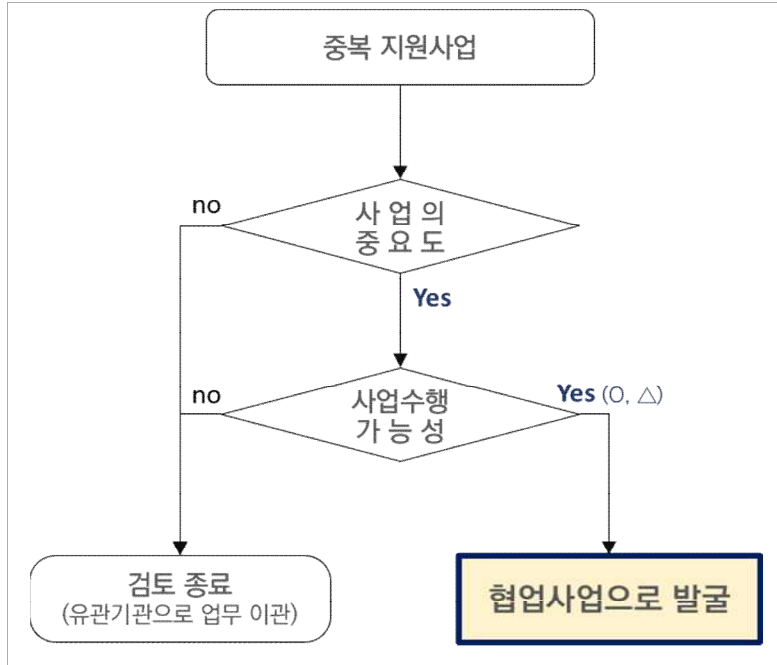 중복 지원사업
no
사 업 의
중 요 도
Yes
no
사업수행
가 능 성
Yes (O, △)
검토 종료
(유관기관으로 업무 이관)
협업사업으로 발굴